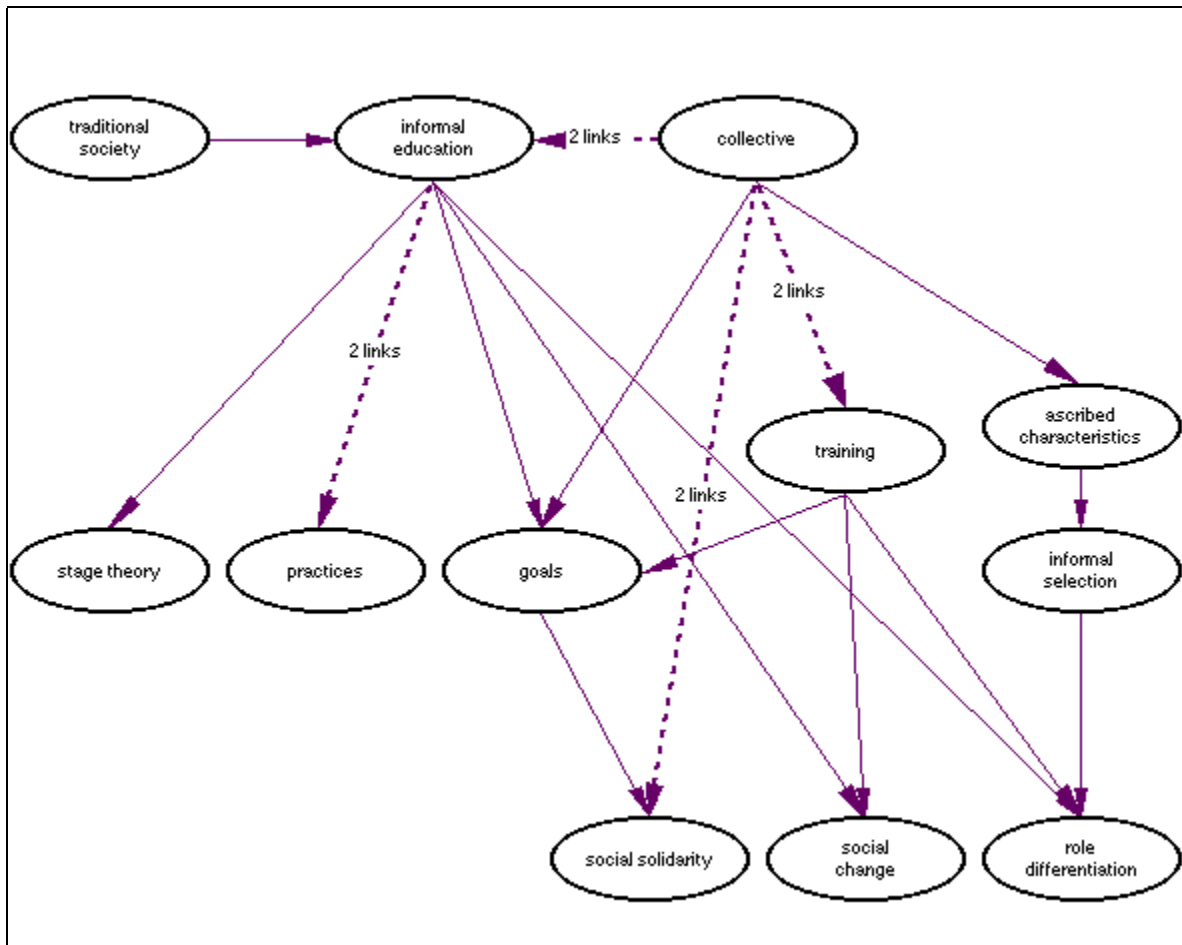 traditional
society
informal
education
2 links
collective
2 links
2 links
ascribed
characteristics
training
2 links
stage theory
practices
goals
informal
selection
social solidarity
social
change
role
differentiation